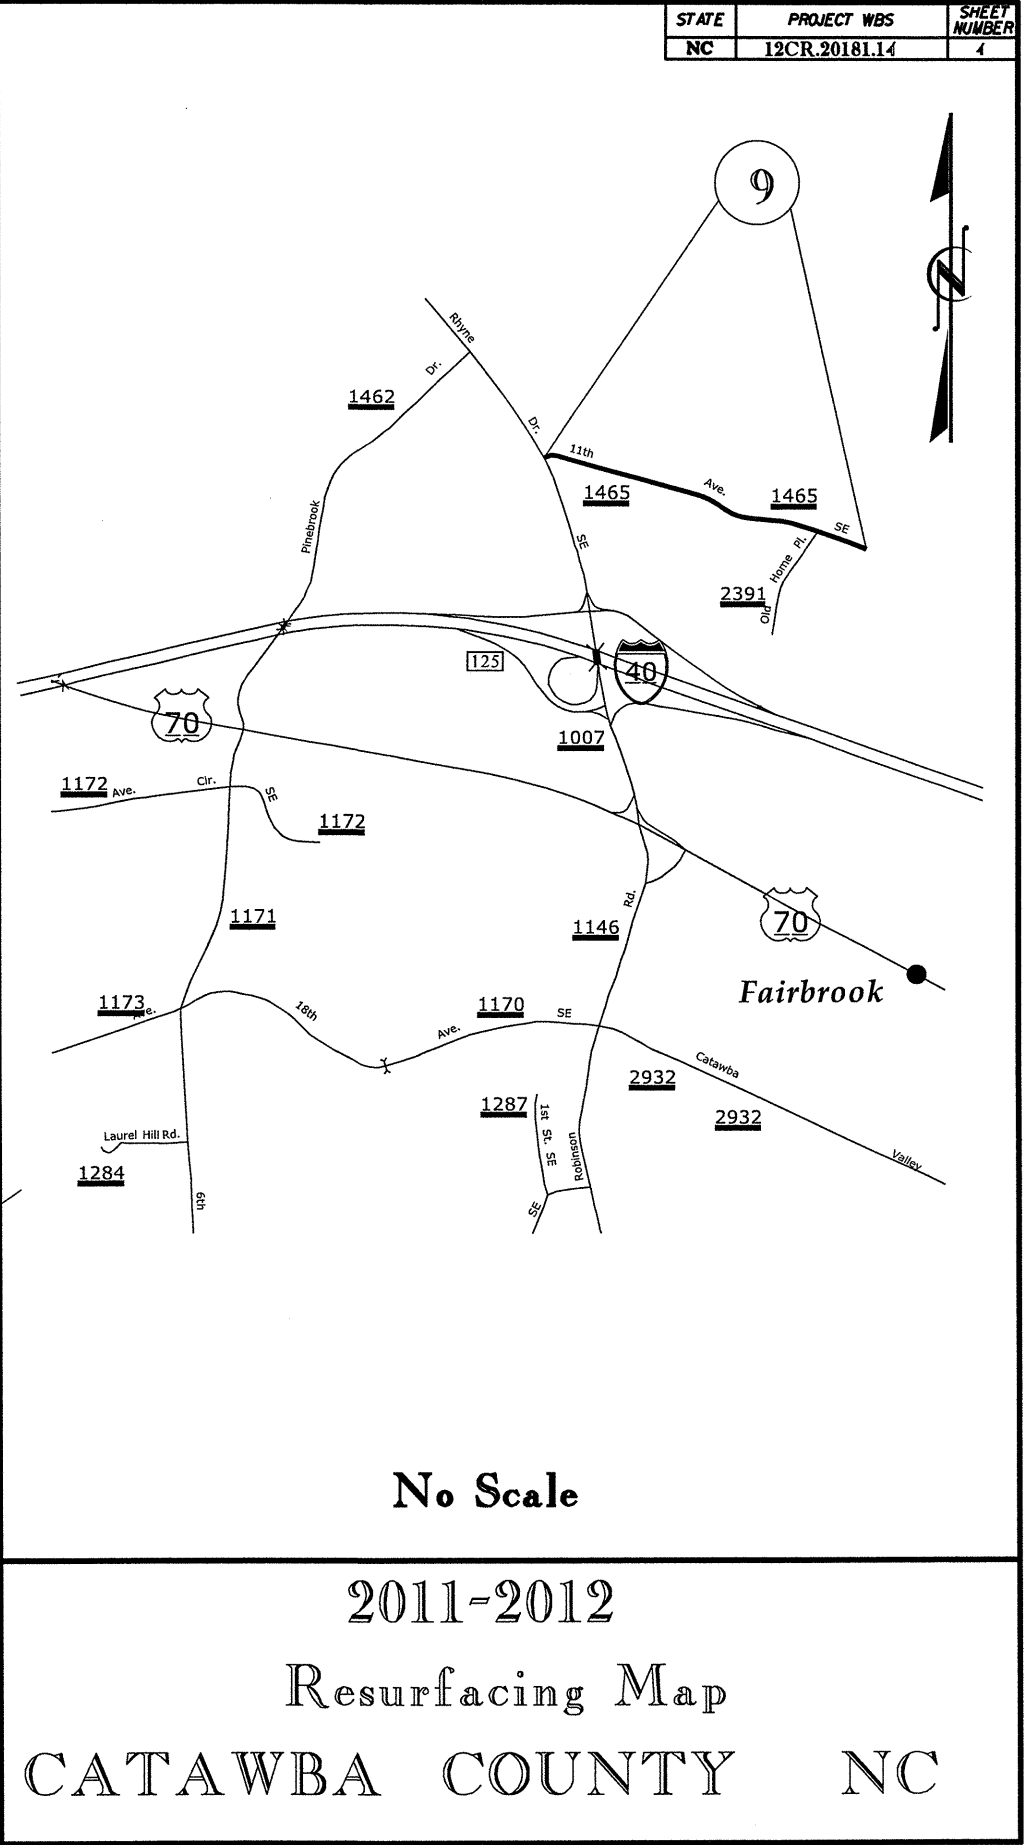 STATE PROJECT WBS SHEET NUMBER
NC 12CR.20181.14 4
9
N
Rhyne Dr.
Dr.
1462
11th Ave. SE
1465
1465
SE
Pinebrook
Old Home Pl.
2391
125
40
70
1007
1172
Ave. Cir. SE
1172
1171
Rd.
1146
70
Fairbrook
1173
18th
Ave.
1170
SE
Catawba
2932
2932
Valley
1287
1st St. SE
Robinson
SE
Laurel Hill Rd.
1284
6th
No Scale
2011-2012
Resurfacing Map
CATAWBA COUNTY NC